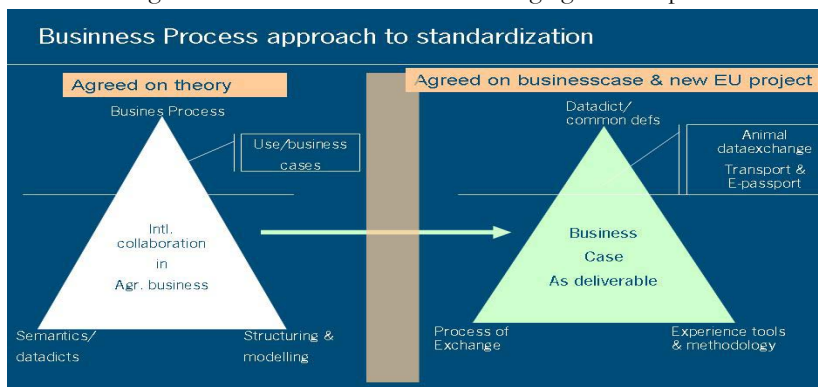 Businness Process approach to standardization
Agreed on theory
Busines Process
Use/business
cases
Intl.
collaboration
in
Agr. business
Semantics/
datadicts
Structuring &
modelling
Agreed on businesscase & new EU project
Datadict/
common defs
Animal
dataexchange
Transport &
E-passport
Business
Case
As deliverable
Process of
Exchange
Experience tools
& methodology